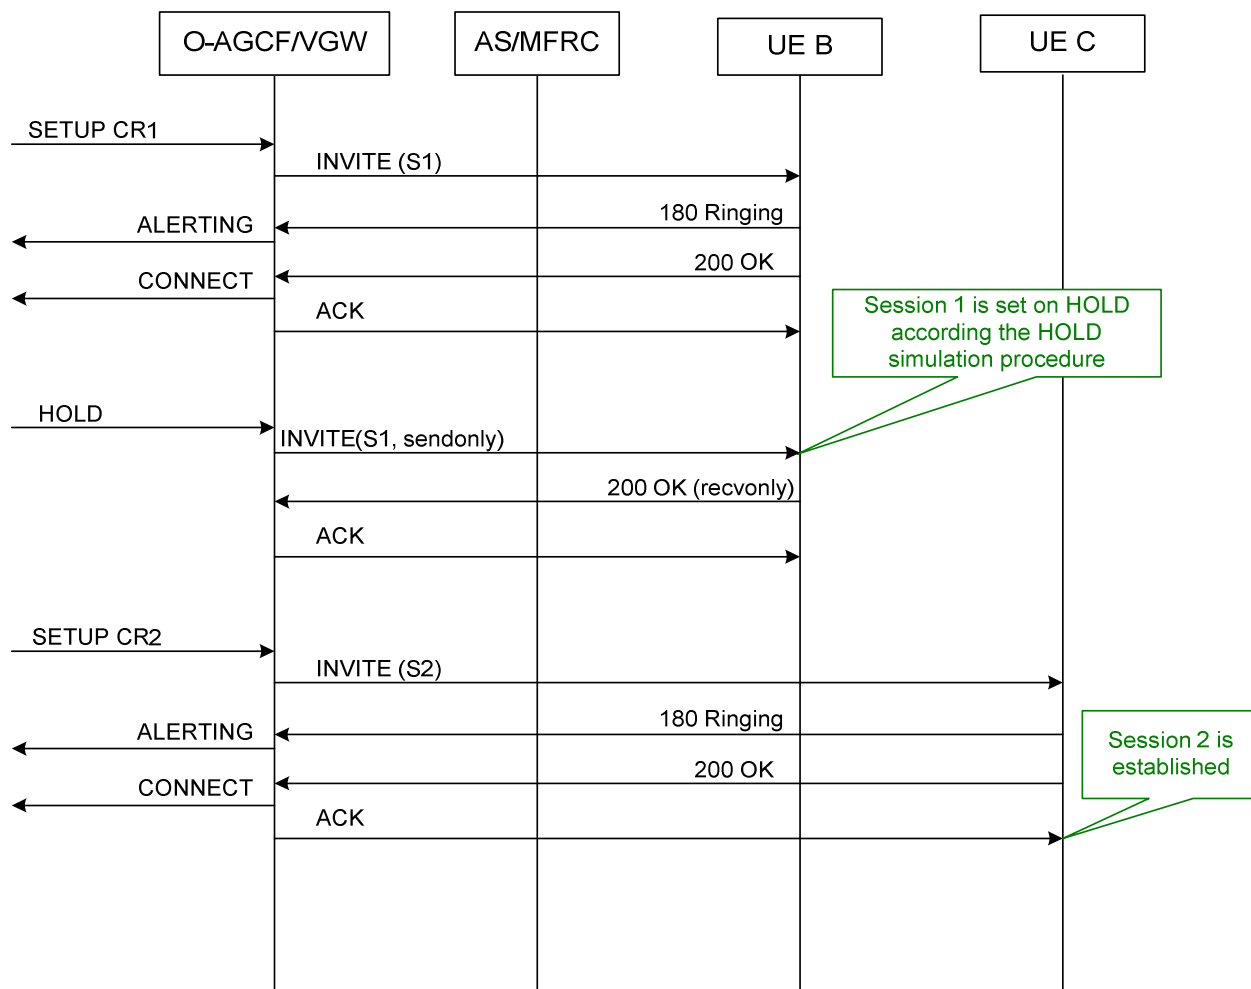 O-AGCF/VGW
AS/MFRC
UE B
UE C
SETUP CR1
INVITE (S1)
180 Ringing
ALERTING
200 OK
CONNECT
ACK
Session 1 is set on HOLD
according the HOLD
simulation procedure
HOLD
INVITE(S1, sendonly)
200 OK (recvonly)
ACK
SETUP CR2
INVITE (S2)
180 Ringing
ALERTING
Session 2 is
established
200 OK
CONNECT
ACK